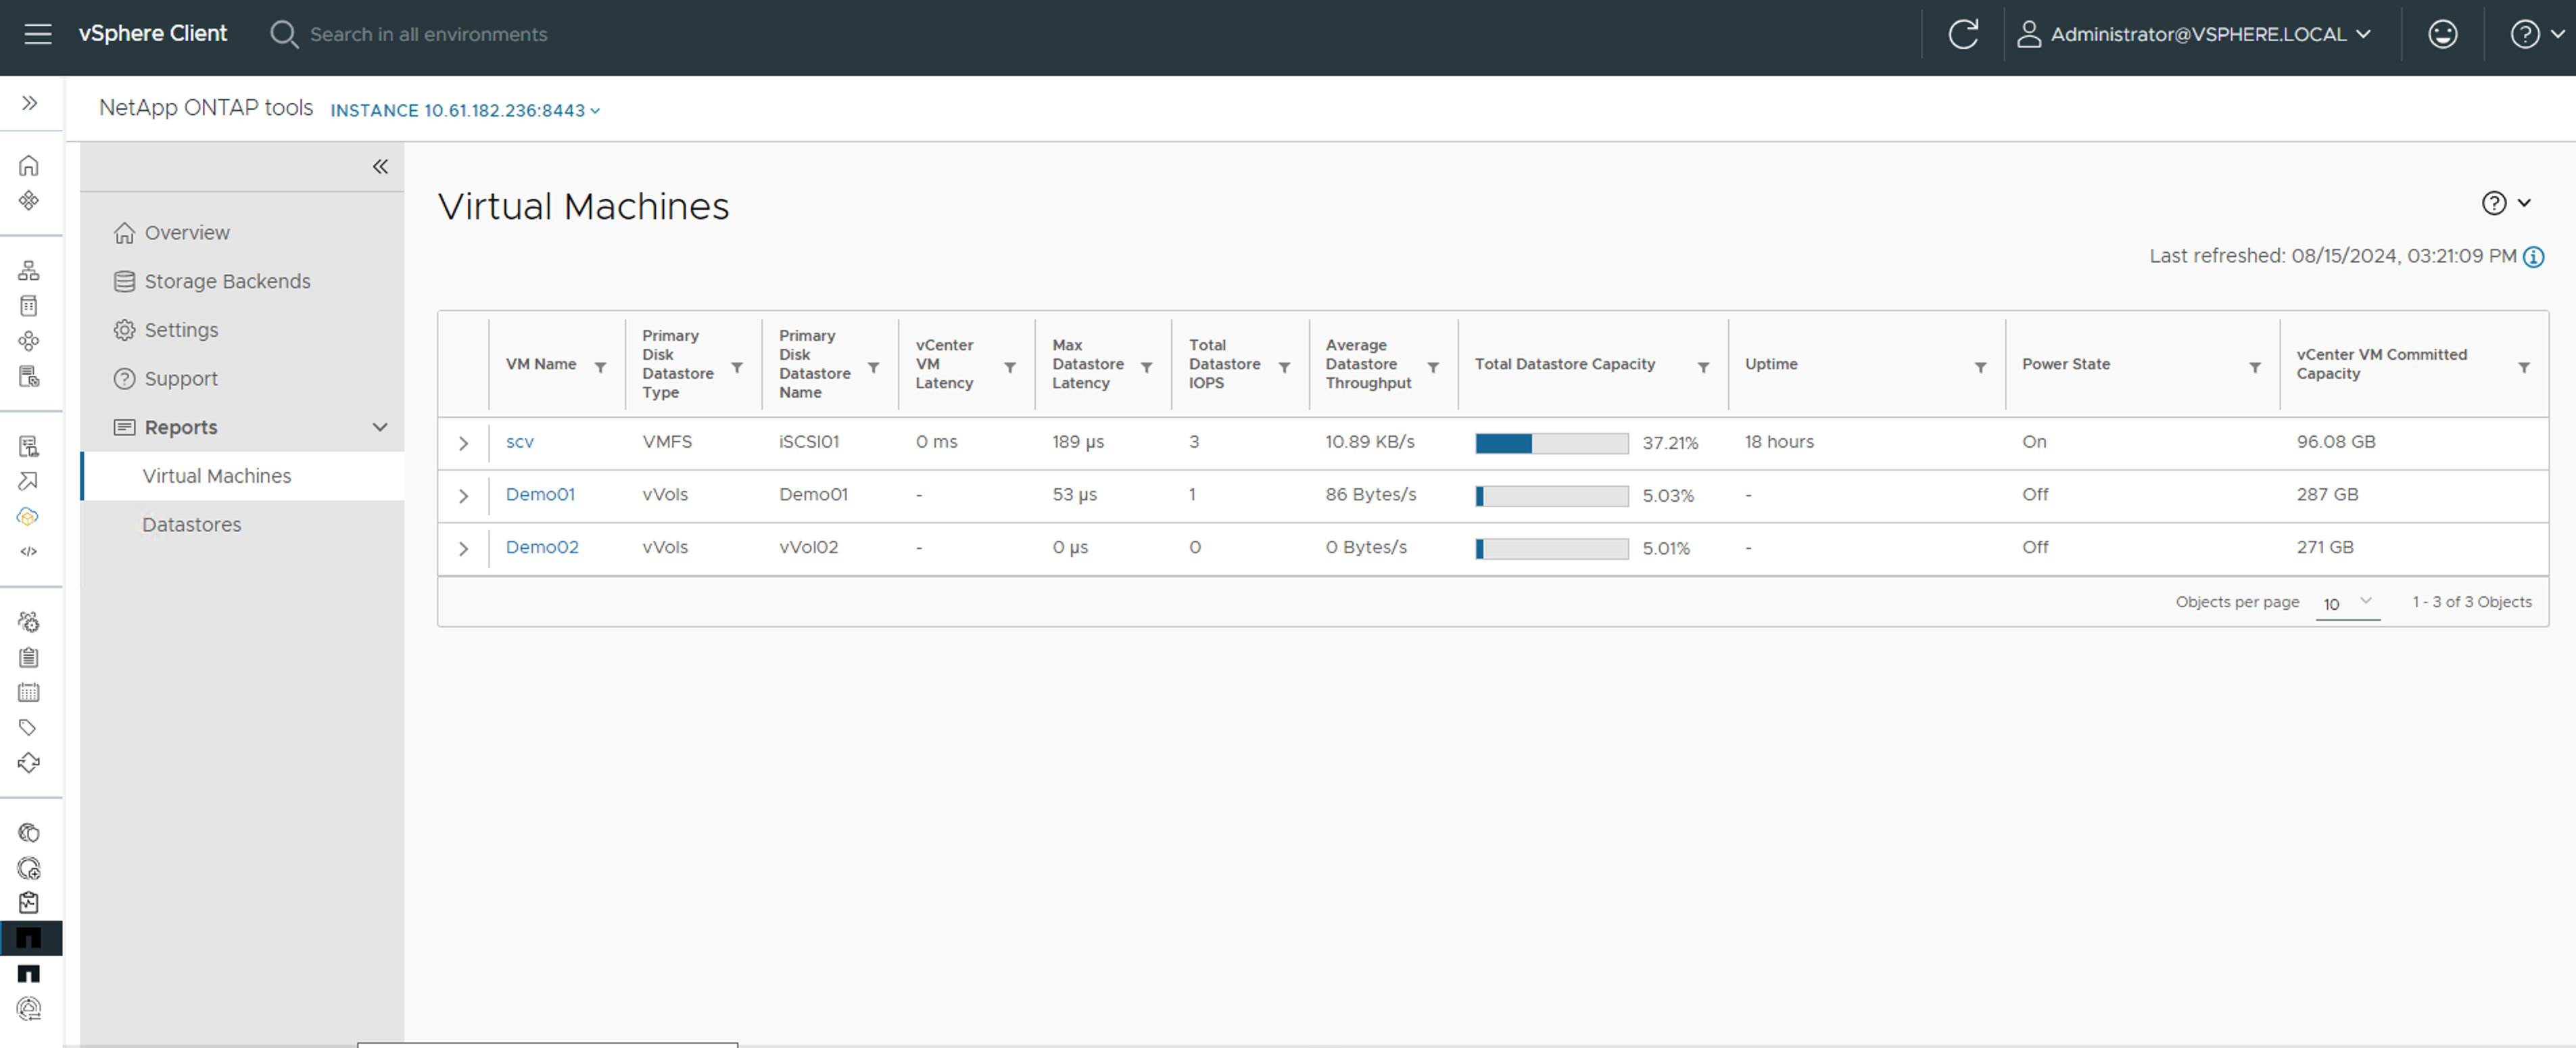 vSphere Client
Search in all environments
Administrator@VSPHERE.LOCAL
NetApp ONTAP tools INSTANCE 10.61.182.236:8443
Overview
Storage Backends
Settings
Support
Reports
Virtual Machines
Datastores
Virtual Machines
Last refreshed: 08/15/2024, 03:21:09 PM
VM Name
Primary
Disk
Datastore
Type
Primary
Disk
Datastore
Name
vCenter
VM
Latency
Max
Datastore
Latency
Total
Datastore
IOPS
Average
Datastore
Throughput
Total Datastore Capacity
Uptime
Power State
vCenter VM Committed
Capacity
scv VMFS iSCSI01 0 ms 189 µs 3 10.89 KB/s 37.21% 18 hours On 96.08 GB
Demo01 vVols Demo01 - 53 µs 1 86 Bytes/s 5.03% - Off 287 GB
Demo02 vVols vVol02 - 0 µs 0 0 Bytes/s 5.01% - Off 271 GB
Objects per page 10 1 - 3 of 3 Objects